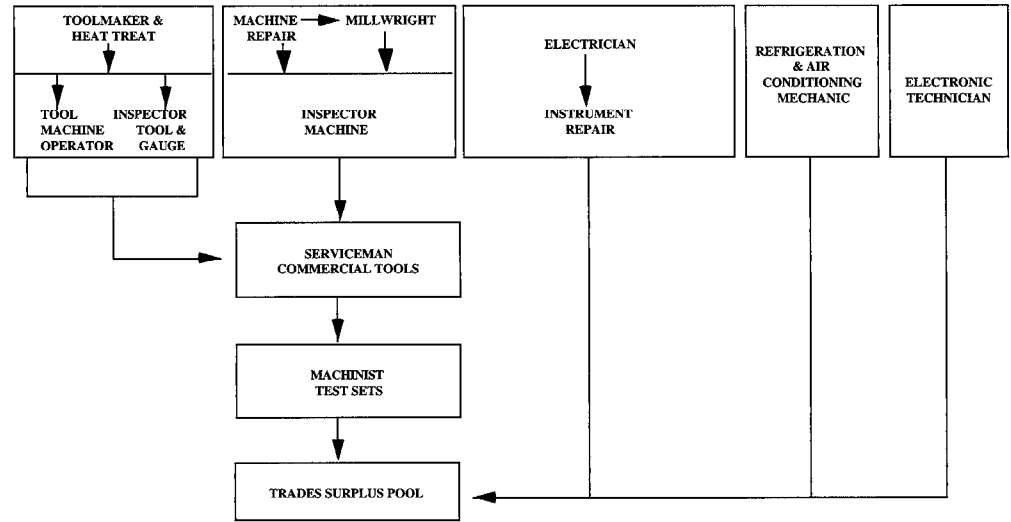 TOOLMAKER &
HEAT TREAT
TOOL
MACHINE
OPERATOR
INSPECTOR
TOOL &
GAUGE
MACHINE
REPAIR
MILLWRIGHT
INSPECTOR
MACHINE
ELECTRICIAN
INSTRUMENT
REPAIR
REFRIGERATION
& AIR
CONDITIONING
MECHANIC
ELECTRONIC
TECHNICIAN
SERVICEMAN
COMMERCIAL TOOLS
MACHINIST
TEST SETS
TRADES SURPLUS POOL